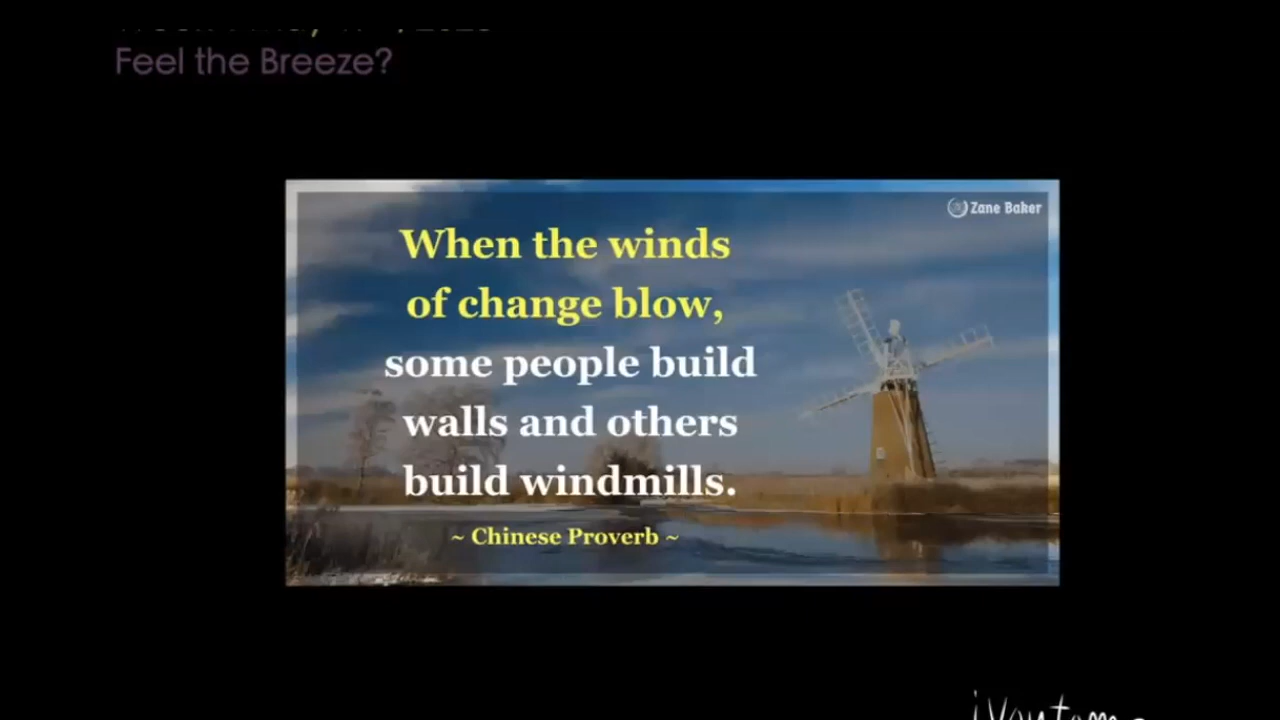 Feel the Breeze?
Zane Baker
When the winds
of change blow,
some people build
walls and others
build windmills.
~ Chinese Proverb ~